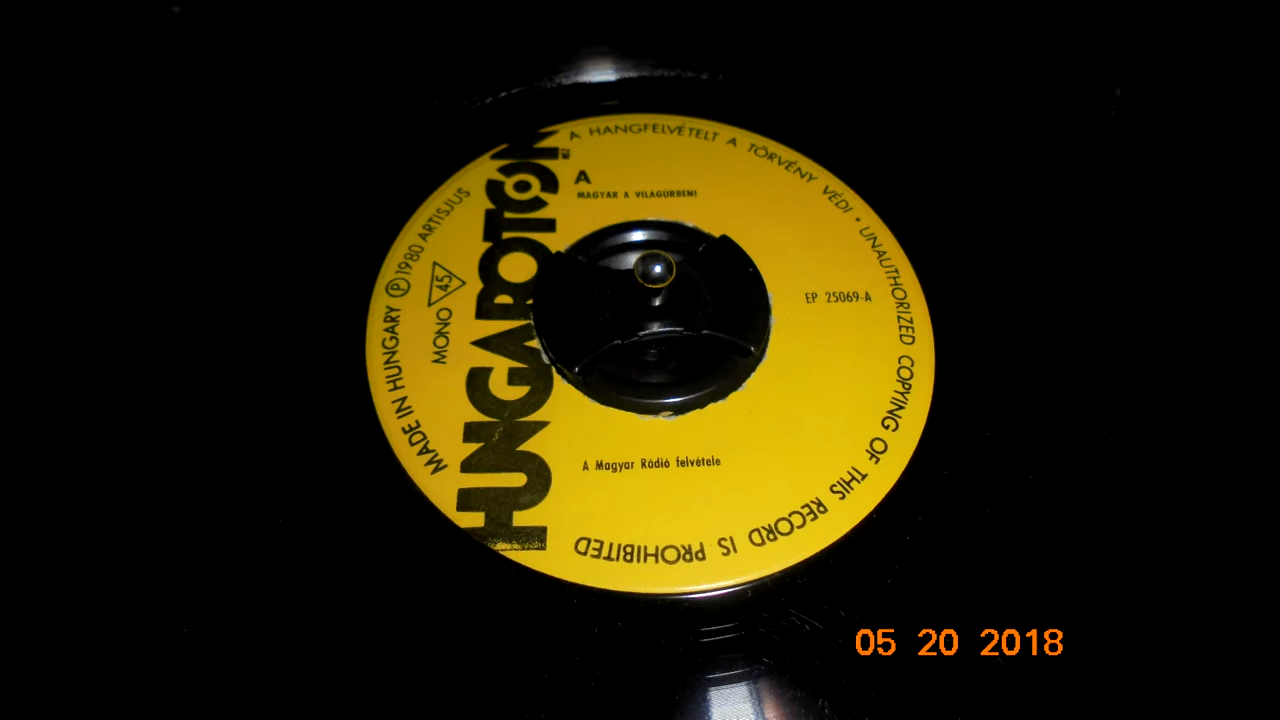 A HANGFELVÉTELT A TÖRVÉNY VÉDI • UNAUTHORIZED COPYING OF THIS RECORD IS PROHIBITED
MADE IN HUNGARY Ⓟ 1980 ARTISJUS
HUNGAROTON
MONO 45
A
MAGYAR A VILÁGŰRBEN!
EP 25069-A
A Magyar Rádió felvétele
05 20 2018